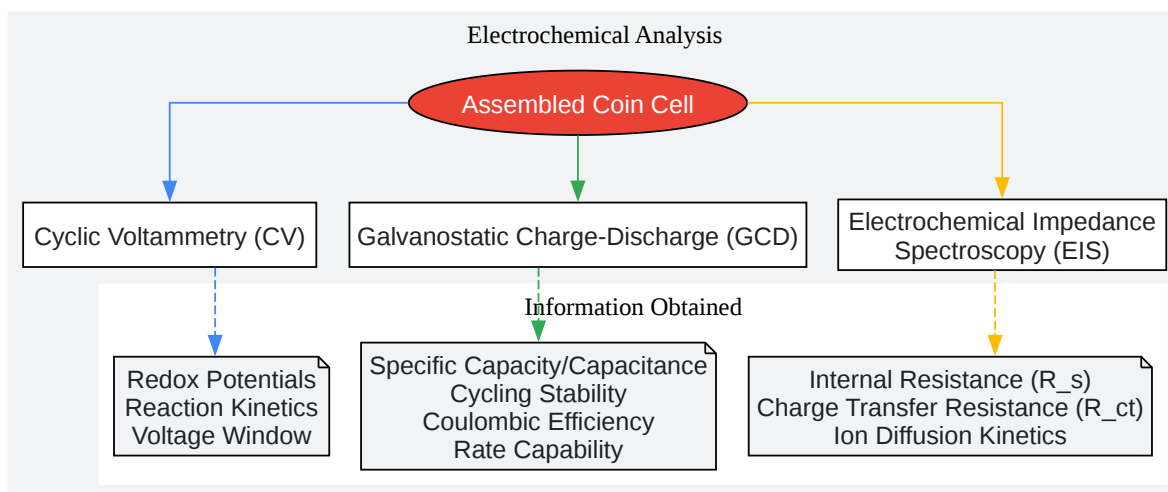 Electrochemical Analysis
Assembled Coin Cell
Cyclic Voltammetry (CV)
Galvanostatic Charge-Discharge (GCD)
Electrochemical Impedance
Spectroscopy (EIS)
Information Obtained
Redox Potentials
Reaction Kinetics
Voltage Window
Specific Capacity/Capacitance
Cycling Stability
Coulombic Efficiency
Rate Capability
Internal Resistance (R_s)
Charge Transfer Resistance (R_ct)
Ion Diffusion Kinetics